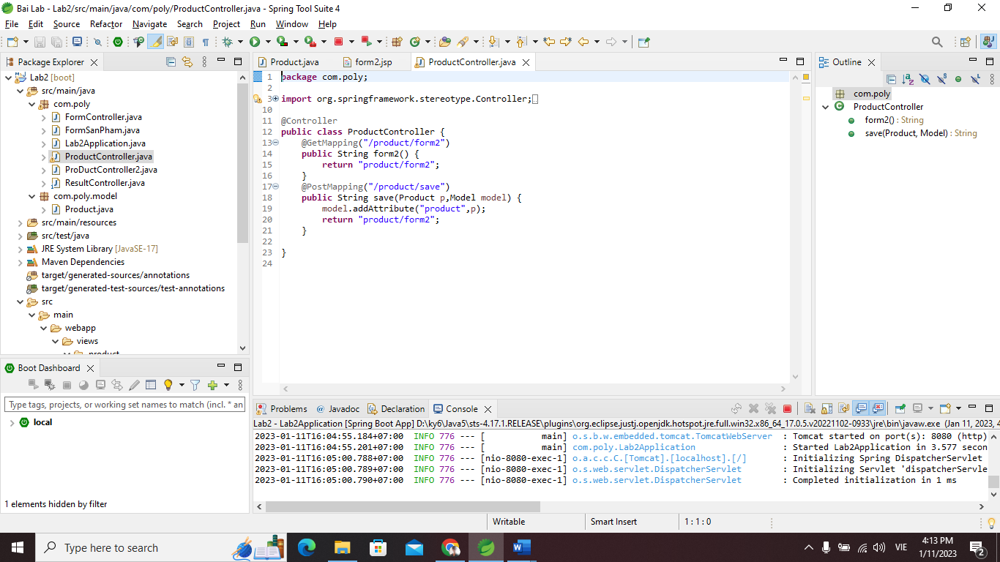 Bai Lab - Lab2/src/main/java/com/poly/ProductController.java - Spring Tool Suite 4
File Edit Source Refactor Navigate Search Project Run Window Help
Package Explorer
Lab2 [boot]
src/main/java
com.poly
FormController.java
FormSanPham.java
Lab2Application.java
ProductController.java
ProDuctController2.java
ResultController.java
com.poly.model
Product.java
src/main/resources
src/test/java
JRE System Library [JavaSE-17]
Maven Dependencies
target/generated-sources/annotations
target/generated-test-sources/test-annotations
src
main
webapp
views
product
Product.java form2.jsp ProductController.java
1 package com.poly;
2
3 import org.springframework.stereotype.Controller;
10
11 @Controller
12 public class ProductController {
13 @GetMapping("/product/form2")
14 public String form2() {
15 return "product/form2";
16 }
17 @PostMapping("/product/save")
18 public String save(Product p,Model model) {
19 model.addAttribute("product",p);
20 return "product/form2";
21 }
22
23 }
24
Outline
com.poly
ProductController
form2() : String
save(Product, Model) : String
Boot Dashboard
Type tags, projects, or working set names to match (incl. * an
local
1 elements hidden by filter
Problems @ Javadoc Declaration Console
Lab2 - Lab2Application [Spring Boot App] D:\ky6\Java5\sts-4.17.1.RELEASE\plugins\org.eclipse.justj.openjdk.hotspot.jre.full.win32.x86_64_17.0.5.v20221102-0933\jre\bin\javaw.exe (Jan 11, 2023, 4
2023-01-11T16:04:55.184+07:00 INFO 776 --- [ main] o.s.b.w.embedded.tomcat.TomcatWebServer : Tomcat started on port(s): 8080 (http)
2023-01-11T16:04:55.201+07:00 INFO 776 --- [ main] com.poly.Lab2Application : Started Lab2Application in 3.577 secon
2023-01-11T16:05:00.788+07:00 INFO 776 --- [nio-8080-exec-1] o.a.c.c.C.[Tomcat].[localhost].[/] : Initializing Spring DispatcherServlet
2023-01-11T16:05:00.789+07:00 INFO 776 --- [nio-8080-exec-1] o.s.web.servlet.DispatcherServlet : Initializing Servlet 'dispatcherServle
2023-01-11T16:05:00.790+07:00 INFO 776 --- [nio-8080-exec-1] o.s.web.servlet.DispatcherServlet : Completed initialization in 1 ms
Writable Smart Insert 1 : 1 : 0
Type here to search
VIE
4:13 PM
1/11/2023
2